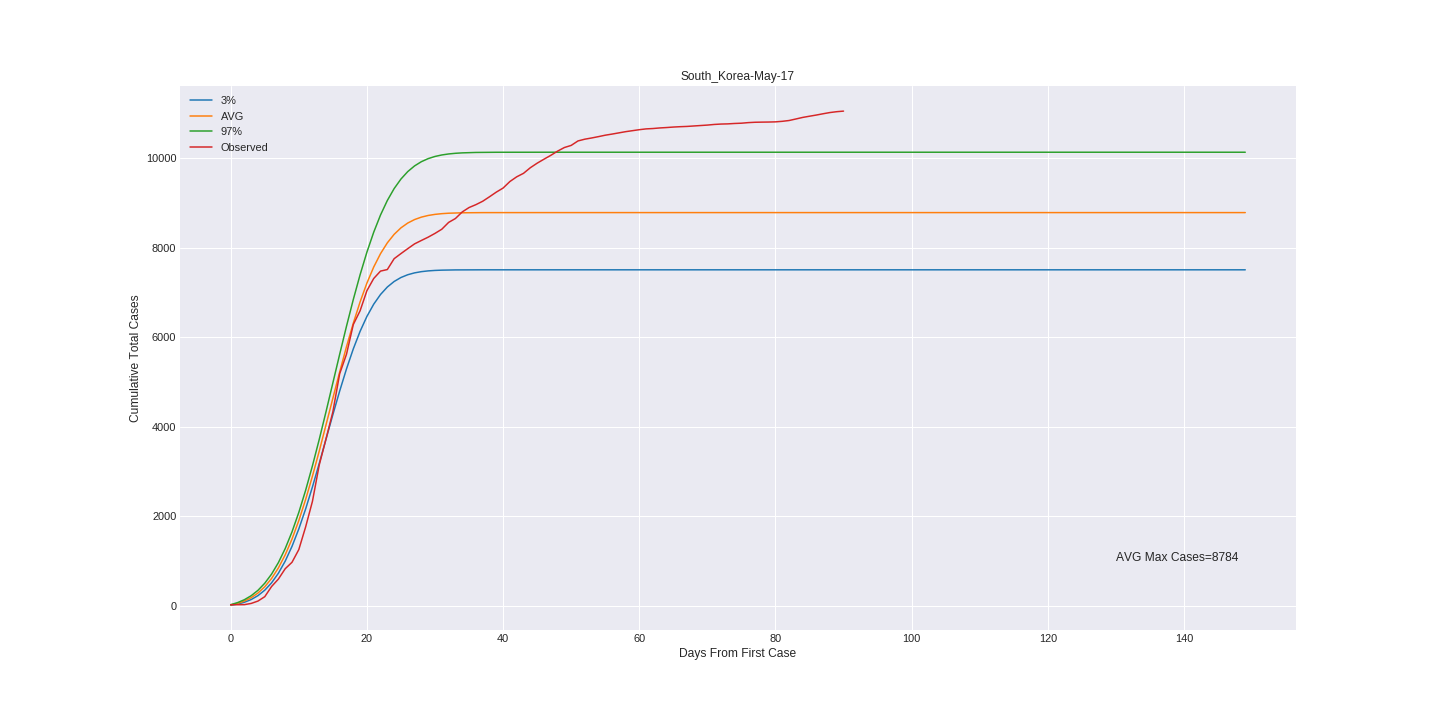 South_Korea-May-17
3%
AVG
97%
Observed
10000
8000
6000
4000
2000
0
Cumulative Total Cases
AVG Max Cases=8784
0 20 40 60 80 100 120 140
Days From First Case